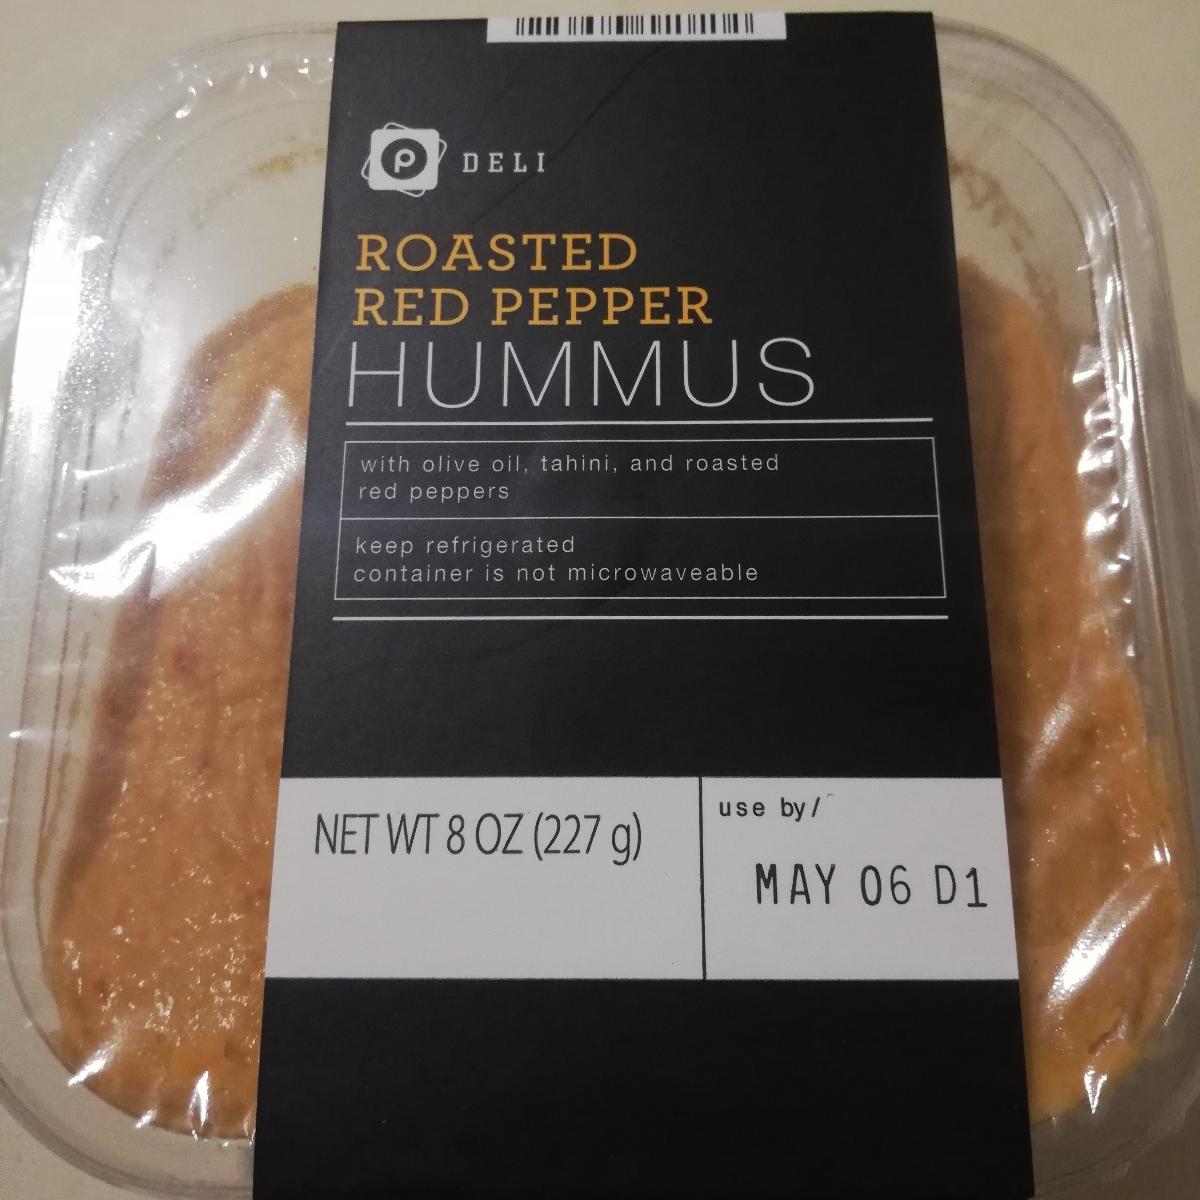 P DELI
ROASTED
RED PEPPER
HUMMUS
with olive oil, tahini, and roasted
red peppers
keep refrigerated
container is not microwaveable
NET WT 8 OZ (227 g)
use by/
MAY 06 D1